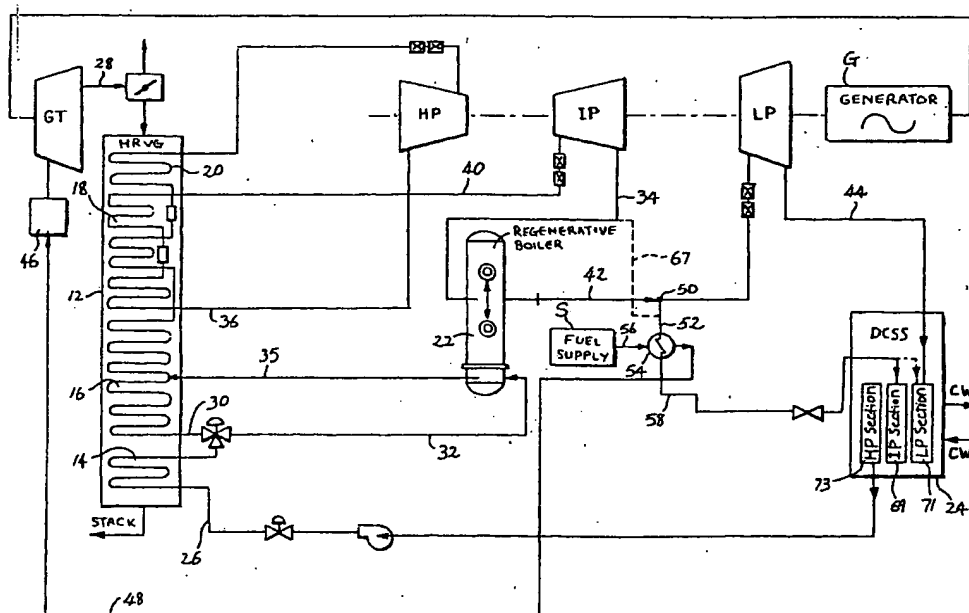 G
28
GT
HP
IP
LP
GENERATOR
HRVG
20
40
34
44
18
REGENERATIVE
BOILER
67
46
12
42
50
S
52
36
22
FUEL
SUPPLY
56
54
DCSS
35
58
CW
16
HP Section
IP Section
LP Section
30
CW
14
32
73
69
71
24
STACK
26
48